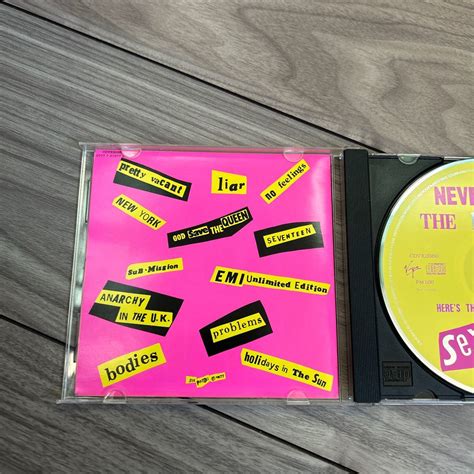 pretty vacant
liar
no feelings
NEW YORK
GOD Save THE QUEEN
SEVENTEEN
SUB-Mission
EMI Unlimited Edition
ANARCHY
IN THE U.K.
problems
bodies
holidays in The Sun
NEVE
THE
HERE'S TH
Se